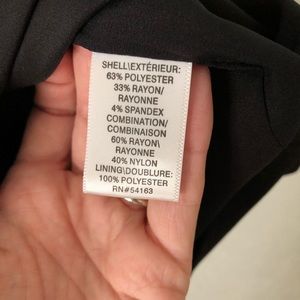 SHELL\EXTÉRIEUR:
63% POLYESTER
33% RAYON/
RAYONNE
4% SPANDEX
COMBINATION/
COMBINAISON
60% RAYON\
RAYONNE
40% NYLON
LINING\DOUBLURE:
100% POLYESTER
RN#54163